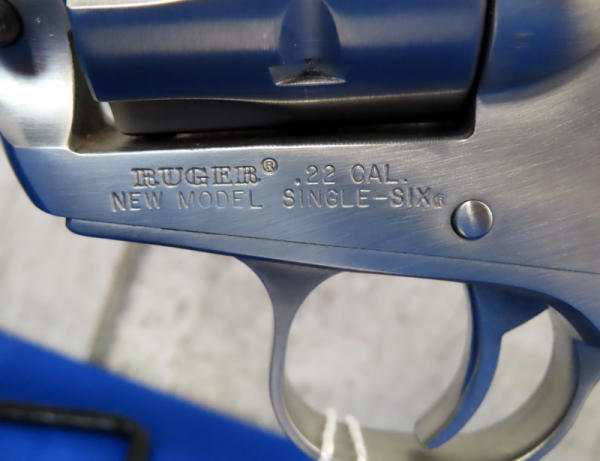 RUGER® .22 CAL.
NEW MODEL SINGLE-SIX®